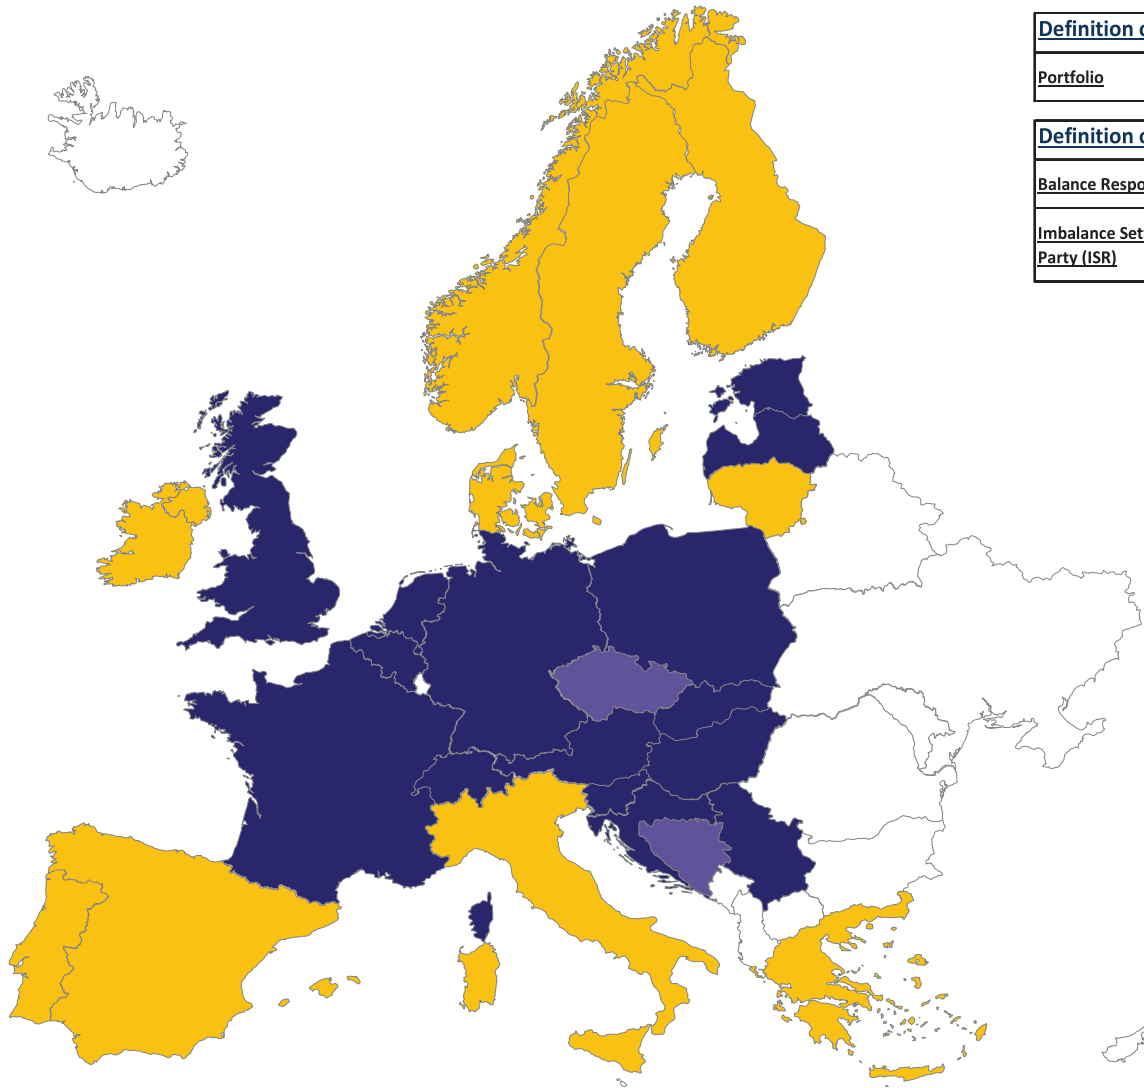 Definition o
Portfolio
Definition o
Balance Respo
Imbalance Set
Party (ISR)